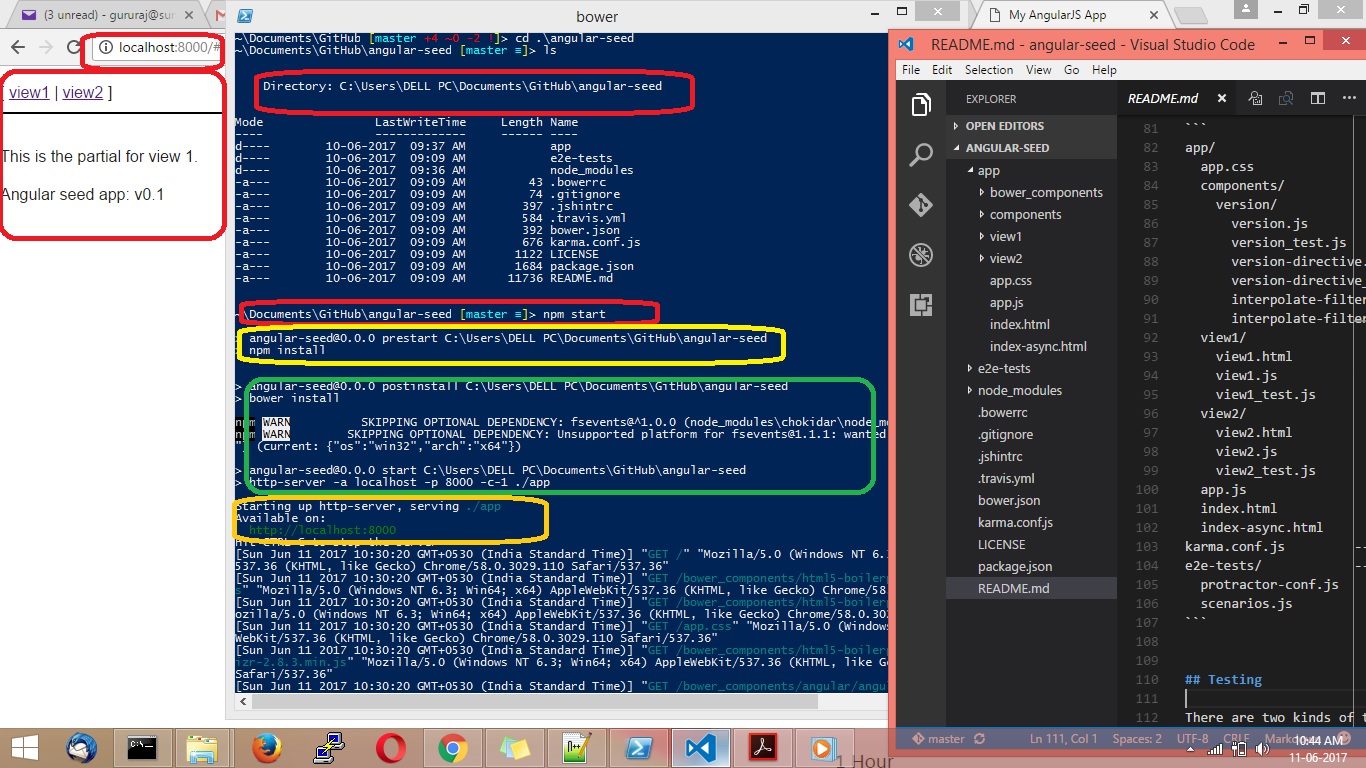 (3 unread) - gururaj@sur
localhost:8000/#
[ view1 | view2 ]
This is the partial for view 1.
Angular seed app: v0.1
bower
~\Documents\GitHub [master +4 ~0 -2 !]> cd .\angular-seed
~\Documents\GitHub\angular-seed [master ≡]> ls
Directory: C:\Users\DELL PC\Documents\GitHub\angular-seed
Mode LastWriteTime Length Name
---- ------------- ------ ----
d---- 10-06-2017 09:37 AM app
d---- 10-06-2017 09:09 AM e2e-tests
d---- 10-06-2017 09:36 AM node_modules
-a--- 10-06-2017 09:09 AM 43 .bowerrc
-a--- 10-06-2017 09:09 AM 74 .gitignore
-a--- 10-06-2017 09:09 AM 397 .jshintrc
-a--- 10-06-2017 09:09 AM 584 .travis.yml
-a--- 10-06-2017 09:09 AM 392 bower.json
-a--- 10-06-2017 09:09 AM 676 karma.conf.js
-a--- 10-06-2017 09:09 AM 1122 LICENSE
-a--- 10-06-2017 09:09 AM 1684 package.json
-a--- 10-06-2017 09:09 AM 11736 README.md
~\Documents\GitHub\angular-seed [master ≡]> npm start
> angular-seed@0.0.0 prestart C:\Users\DELL PC\Documents\GitHub\angular-seed
> npm install
> angular-seed@0.0.0 postinstall C:\Users\DELL PC\Documents\GitHub\angular-seed
> bower install
npm WARN SKIPPING OPTIONAL DEPENDENCY: fsevents@^1.0.0 (node_modules\chokidar\node_m
npm WARN SKIPPING OPTIONAL DEPENDENCY: Unsupported platform for fsevents@1.1.1: wanted
"} (current: {"os":"win32","arch":"x64"})
> angular-seed@0.0.0 start C:\Users\DELL PC\Documents\GitHub\angular-seed
> http-server -a localhost -p 8000 -c-1 ./app
Starting up http-server, serving ./app
Available on:
http://localhost:8000
Hit CTRL-C to stop the server
[Sun Jun 11 2017 10:30:20 GMT+0530 (India Standard Time)] "GET /" "Mozilla/5.0 (Windows NT 6.
537.36 (KHTML, like Gecko) Chrome/58.0.3029.110 Safari/537.36"
[Sun Jun 11 2017 10:30:20 GMT+0530 (India Standard Time)] "GET /bower_components/html5-boilerp
s" "Mozilla/5.0 (Windows NT 6.3; Win64; x64) AppleWebKit/537.36 (KHTML, like Gecko) Chrome/58.
[Sun Jun 11 2017 10:30:20 GMT+0530 (India Standard Time)] "GET /bower_components/html5-boilerp
ozilla/5.0 (Windows NT 6.3; Win64; x64) AppleWebKit/537.36 (KHTML, like Gecko) Chrome/58.0.302
[Sun Jun 11 2017 10:30:20 GMT+0530 (India Standard Time)] "GET /app.css" "Mozilla/5.0 (Windows
WebKit/537.36 (KHTML, like Gecko) Chrome/58.0.3029.110 Safari/537.36"
[Sun Jun 11 2017 10:30:20 GMT+0530 (India Standard Time)] "GET /bower_components/html5-boilerp
izr-2.8.3.min.js" "Mozilla/5.0 (Windows NT 6.3; Win64; x64) AppleWebKit/537.36 (KHTML, like Ge
Safari/537.36"
[Sun Jun 11 2017 10:30:20 GMT+0530 (India Standard Time)] "GET /bower_components/angular/angu
My AngularJS App
README.md - angular-seed - Visual Studio Code
File Edit Selection View Go Help
EXPLORER
OPEN EDITORS
ANGULAR-SEED
app
bower_components
components
view1
view2
app.css
app.js
index.html
index-async.html
e2e-tests
node_modules
.bowerrc
.gitignore
.jshintrc
.travis.yml
bower.json
karma.conf.js
LICENSE
package.json
README.md
README.md
81 ```
82 app/
83 app.css
84 components/
85 version/
86 version.js
87 version_test.js
88 version-directive.
89 version-directive_
90 interpolate-filter
91 interpolate-filter
92 view1/
93 view1.html
94 view1.js
95 view1_test.js
96 view2/
97 view2.html
98 view2.js
99 view2_test.js
100 app.js
101 index.html
102 index-async.html
103 karma.conf.js --
104 e2e-tests/ --
105 protractor-conf.js
106 scenarios.js
107 ```
108
109
110 ## Testing
111
112 There are two kinds of t
master Ln 111, Col 1 Spaces: 2 UTF-8 CRLF
1 Hour
10:44 AM
11-06-2017